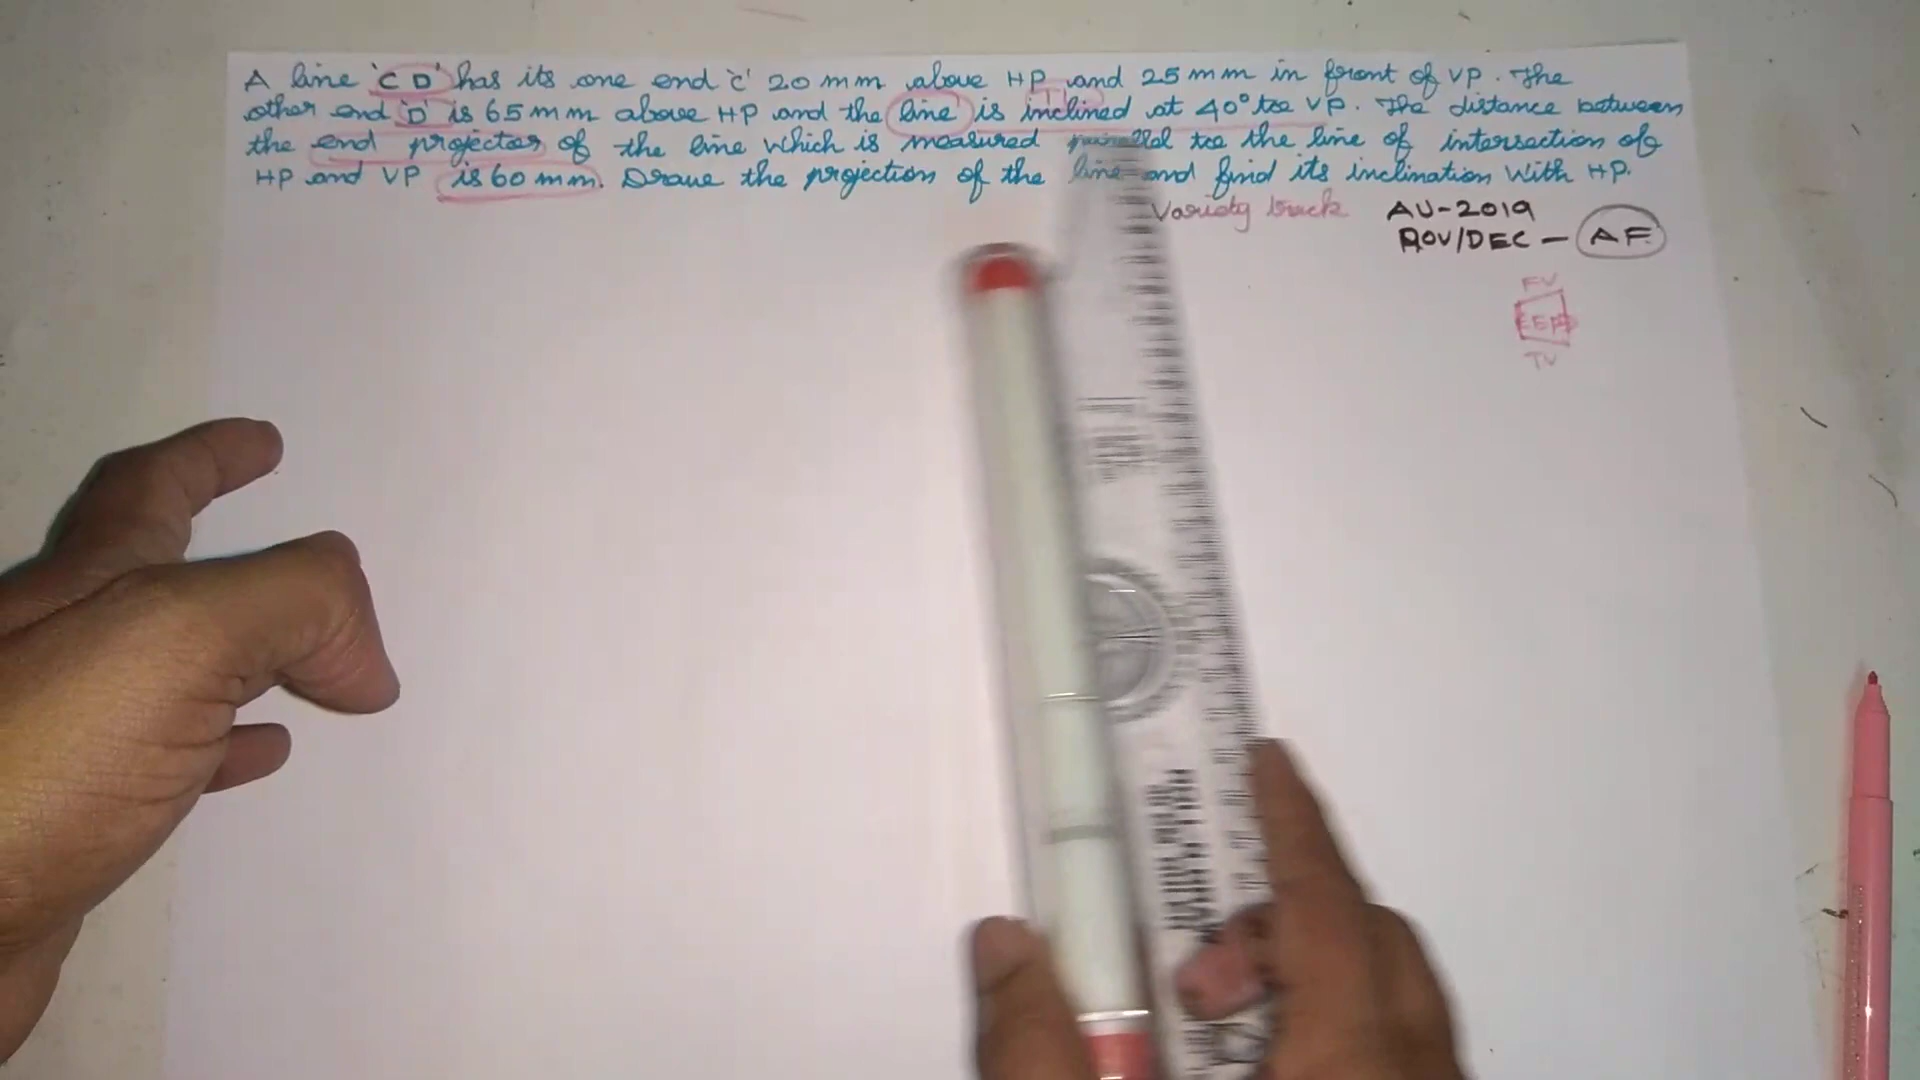 A line 'CD' has its one end 'c' 20 mm above HP and 25 mm in front of VP. The
other end 'D' is 65 mm above HP and the line is inclined at 40° to VP. The distance between
the end projector of the line which is measured parallel to the line of intersection of
HP and VP is 60 mm. Draw the projection of the line and find its inclination with HP.
Variety track
AU-2019
NOV/DEC - AF
FV
EP
TV